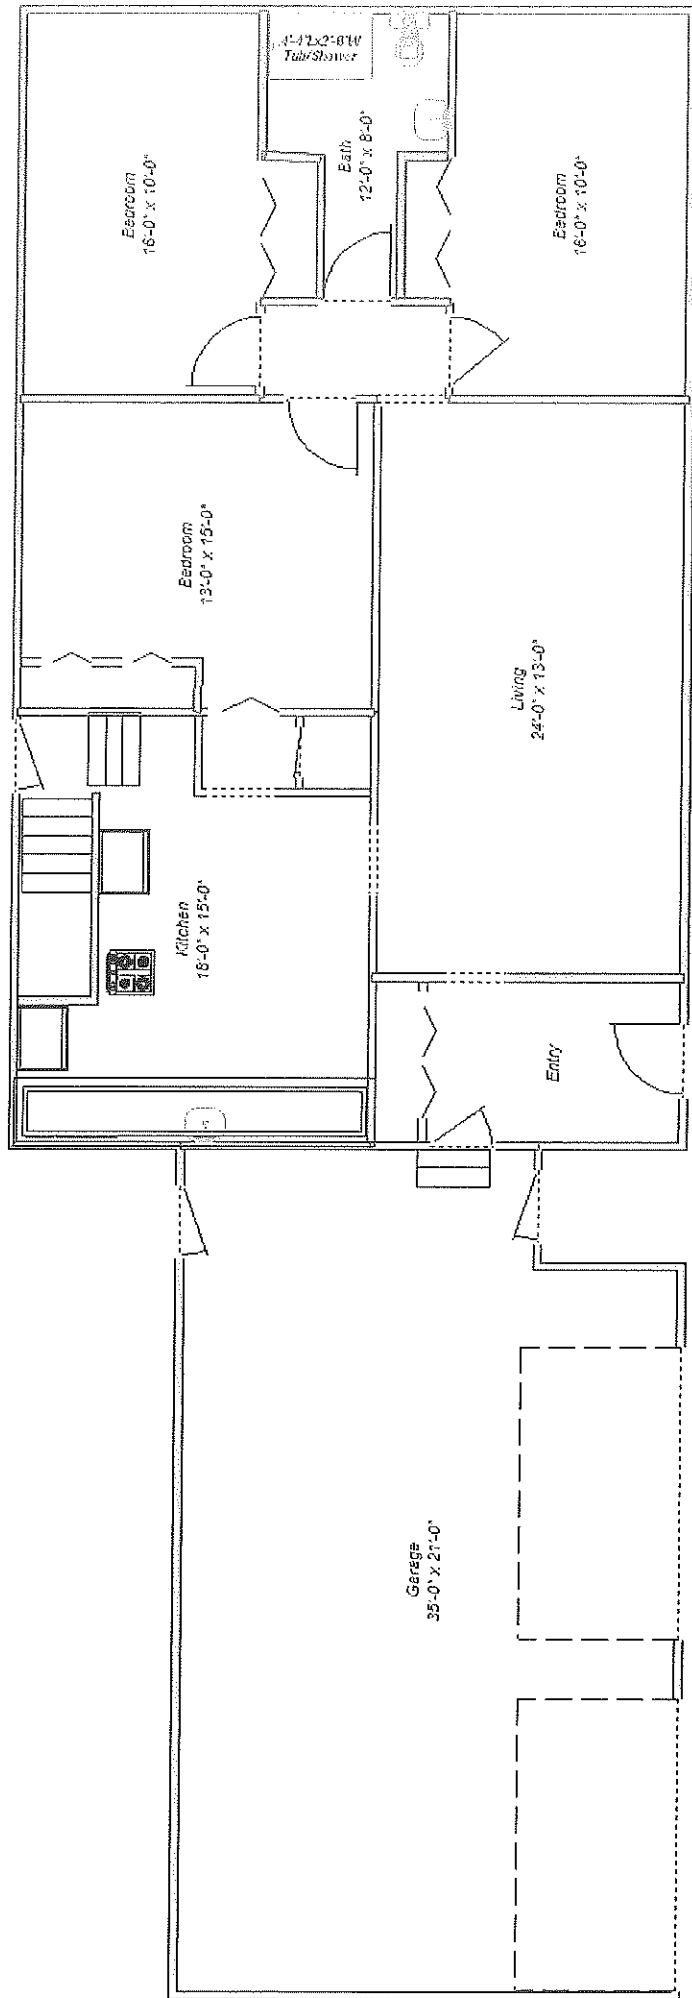 4'-4"Lx2'-8"W
Tub/Shower
Bedroom
16'-0" x 10'-0"
Bath
12'-0" x 8'-0"
Bedroom
16'-0" x 10'-0"
Bedroom
13'-0" x 15'-0"
Living
24'-0" x 13'-0"
Kitchen
18'-0" x 15'-0"
Entry
Garage
35'-0" x 21'-0"